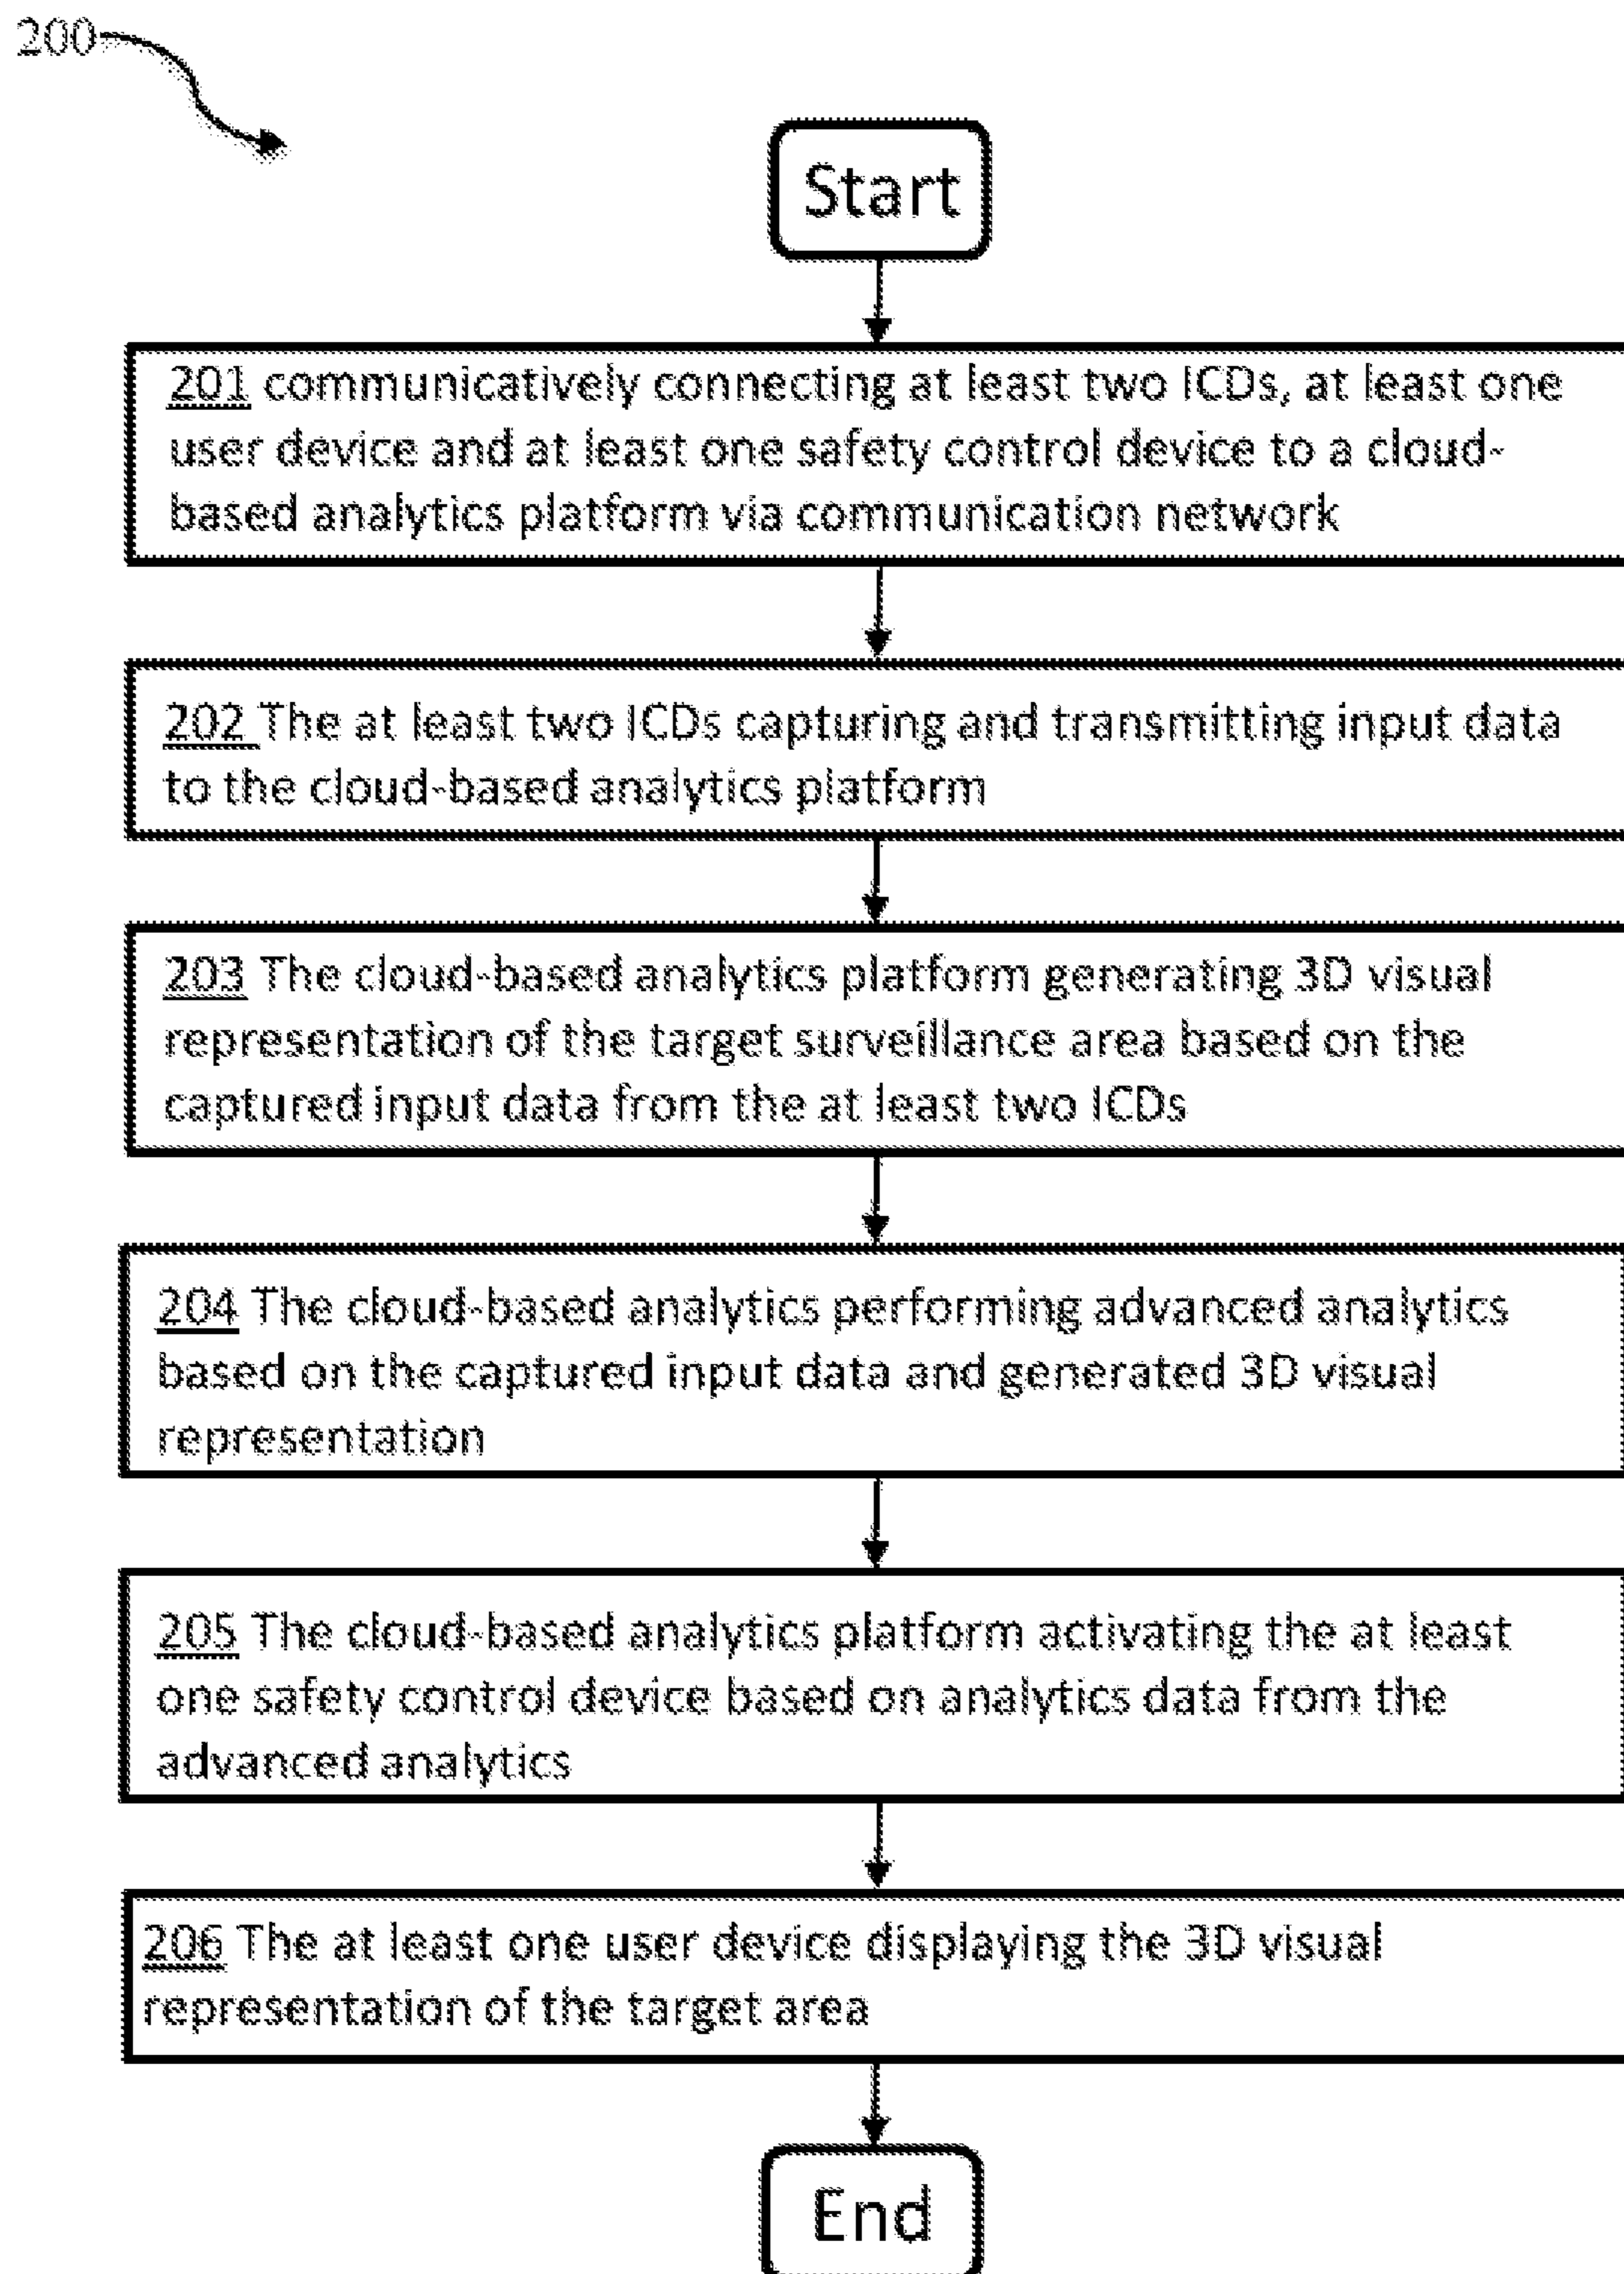 200
Start
201 communicatively connecting at least two ICDs, at least one
user device and at least one safety control device to a cloud-
based analytics platform via communication network
202 The at least two ICDs capturing and transmitting input data
to the cloud-based analytics platform
203 The cloud-based analytics platform generating 3D visual
representation of the target surveillance area based on the
captured input data from the at least two ICDs
204 The cloud-based analytics performing advanced analytics
based on the captured input data and generated 3D visual
representation
205 The cloud-based analytics platform activating the at least
one safety control device based on analytics data from the
advanced analytics
206 The at least one user device displaying the 3D visual
representation of the target area
End